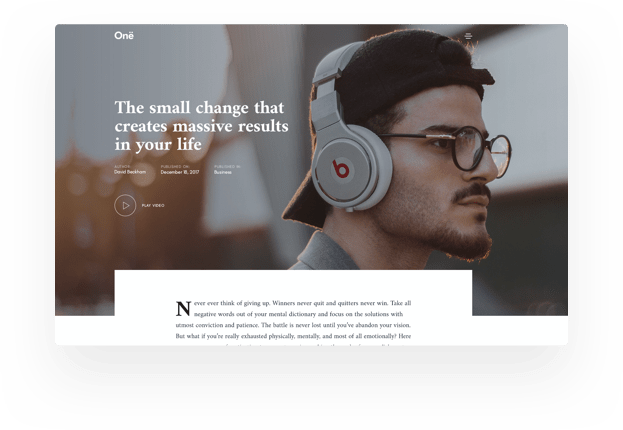 Onë
The small change that
creates massive results
in your life
AUTHOR PUBLISHED ON PUBLISHED IN
David Beckham December 18, 2017 Business
PLAY VIDEO
b
Never ever think of giving up. Winners never quit and quitters never win. Take all
negative words out of your mental dictionary and focus on the solutions with
utmost conviction and patience. The battle is never lost until you've abandon your vision.
But what if you're really exhausted physically, mentally, and most of all emotionally? Here